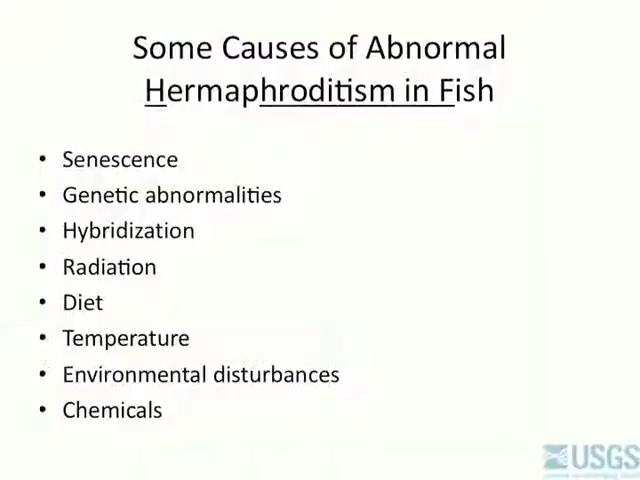 Some Causes of Abnormal
Hermaphroditism in Fish
• Senescence
• Genetic abnormalities
• Hybridization
• Radiation
• Diet
• Temperature
• Environmental disturbances
• Chemicals
USGS